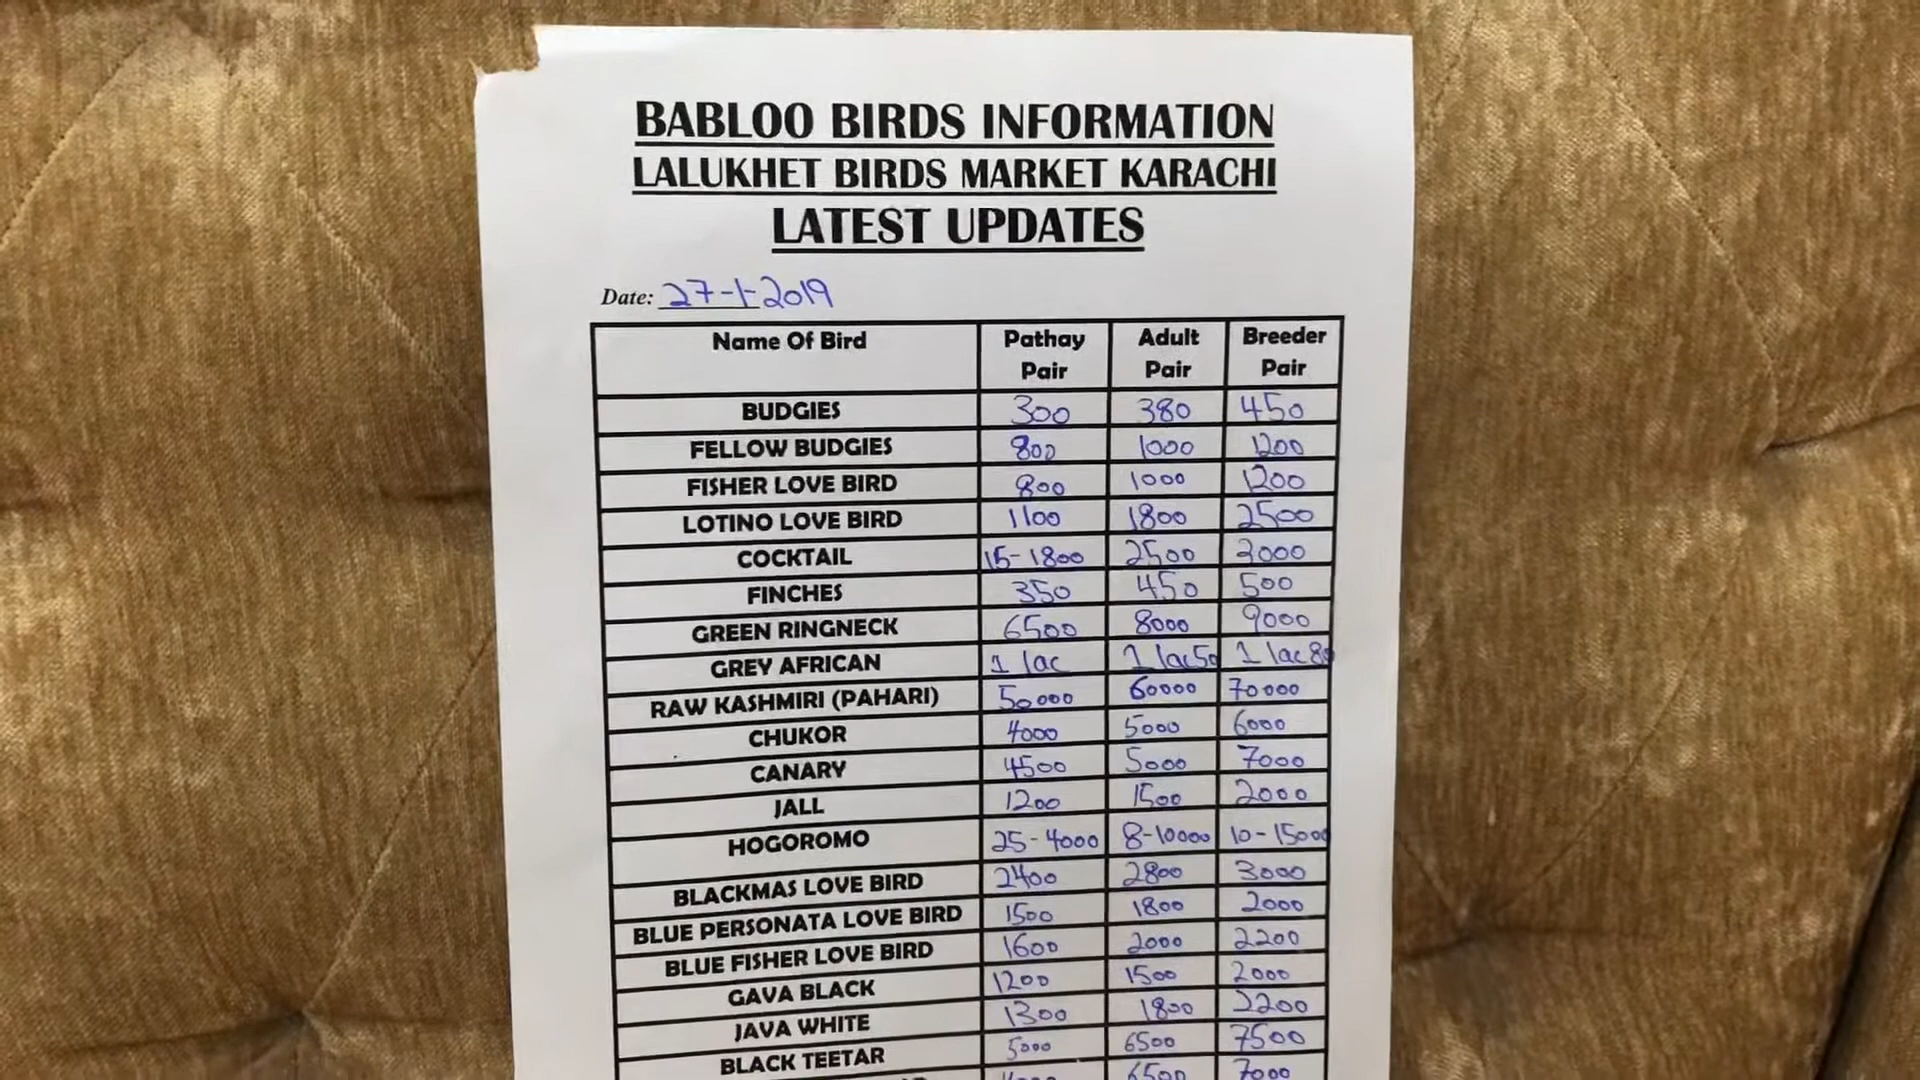 BABLOO BIRDS INFORMATION
LALUKHET BIRDS MARKET KARACHI
LATEST UPDATES
Date: 27-1-2019
Name Of Bird Pathay Pair Adult Pair Breeder Pair
BUDGIES 300 380 450
FELLOW BUDGIES 800 1000 1200
FISHER LOVE BIRD 800 1000 1200
LOTINO LOVE BIRD 1100 1800 2500
COCKTAIL 15-1800 2500 3000
FINCHES 350 450 500
GREEN RINGNECK 6500 8000 9000
GREY AFRICAN 1 lac 1 lac50 1 lac80
RAW KASHMIRI (PAHARI) 50000 60000 70000
CHUKOR 4000 5000 6000
CANARY 4500 5000 7000
JALL 1200 1500 2000
HOGOROMO 25-4000 8-10000 10-15000
BLACKMAS LOVE BIRD 2400 2800 3000
BLUE PERSONATA LOVE BIRD 1500 1800 2000
BLUE FISHER LOVE BIRD 1600 2000 2200
GAVA BLACK 1200 1500 2000
JAVA WHITE 1300 1800 2200
BLACK TEETAR 5000 6500 7500
6500 7000